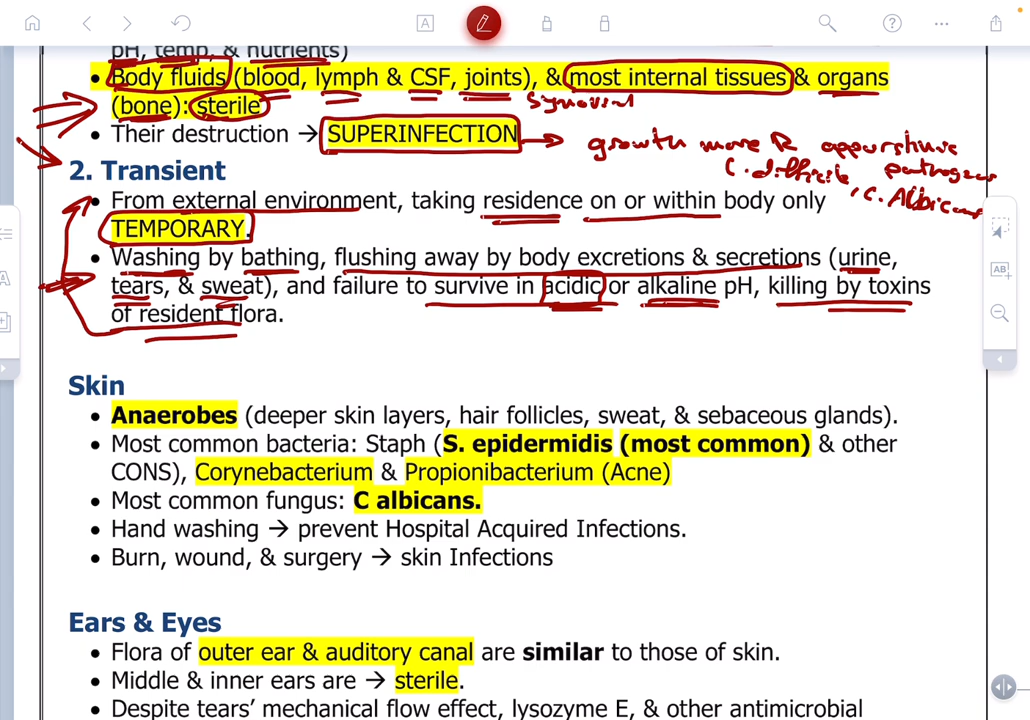 pH, temp, & nutrients)
• Body fluids (blood, lymph & CSF, joints), & most internal tissues & organs
(bone): sterile
synovial
• Their destruction → SUPERINFECTION
growth more R opportunistic
pathogens
C. difficile, C. Albicans
2. Transient
• From external environment, taking residence on or within body only
TEMPORARY.
• Washing by bathing, flushing away by body excretions & secretions (urine,
tears, & sweat), and failure to survive in acidic or alkaline pH, killing by toxins
of resident flora.
Skin
• Anaerobes (deeper skin layers, hair follicles, sweat, & sebaceous glands).
• Most common bacteria: Staph (S. epidermidis (most common) & other
CONS), Corynebacterium & Propionibacterium (Acne)
• Most common fungus: C albicans.
• Hand washing → prevent Hospital Acquired Infections.
• Burn, wound, & surgery → skin Infections
Ears & Eyes
• Flora of outer ear & auditory canal are similar to those of skin.
• Middle & inner ears are → sterile.
• Despite tears’ mechanical flow effect, lysozyme E, & other antimicrobial